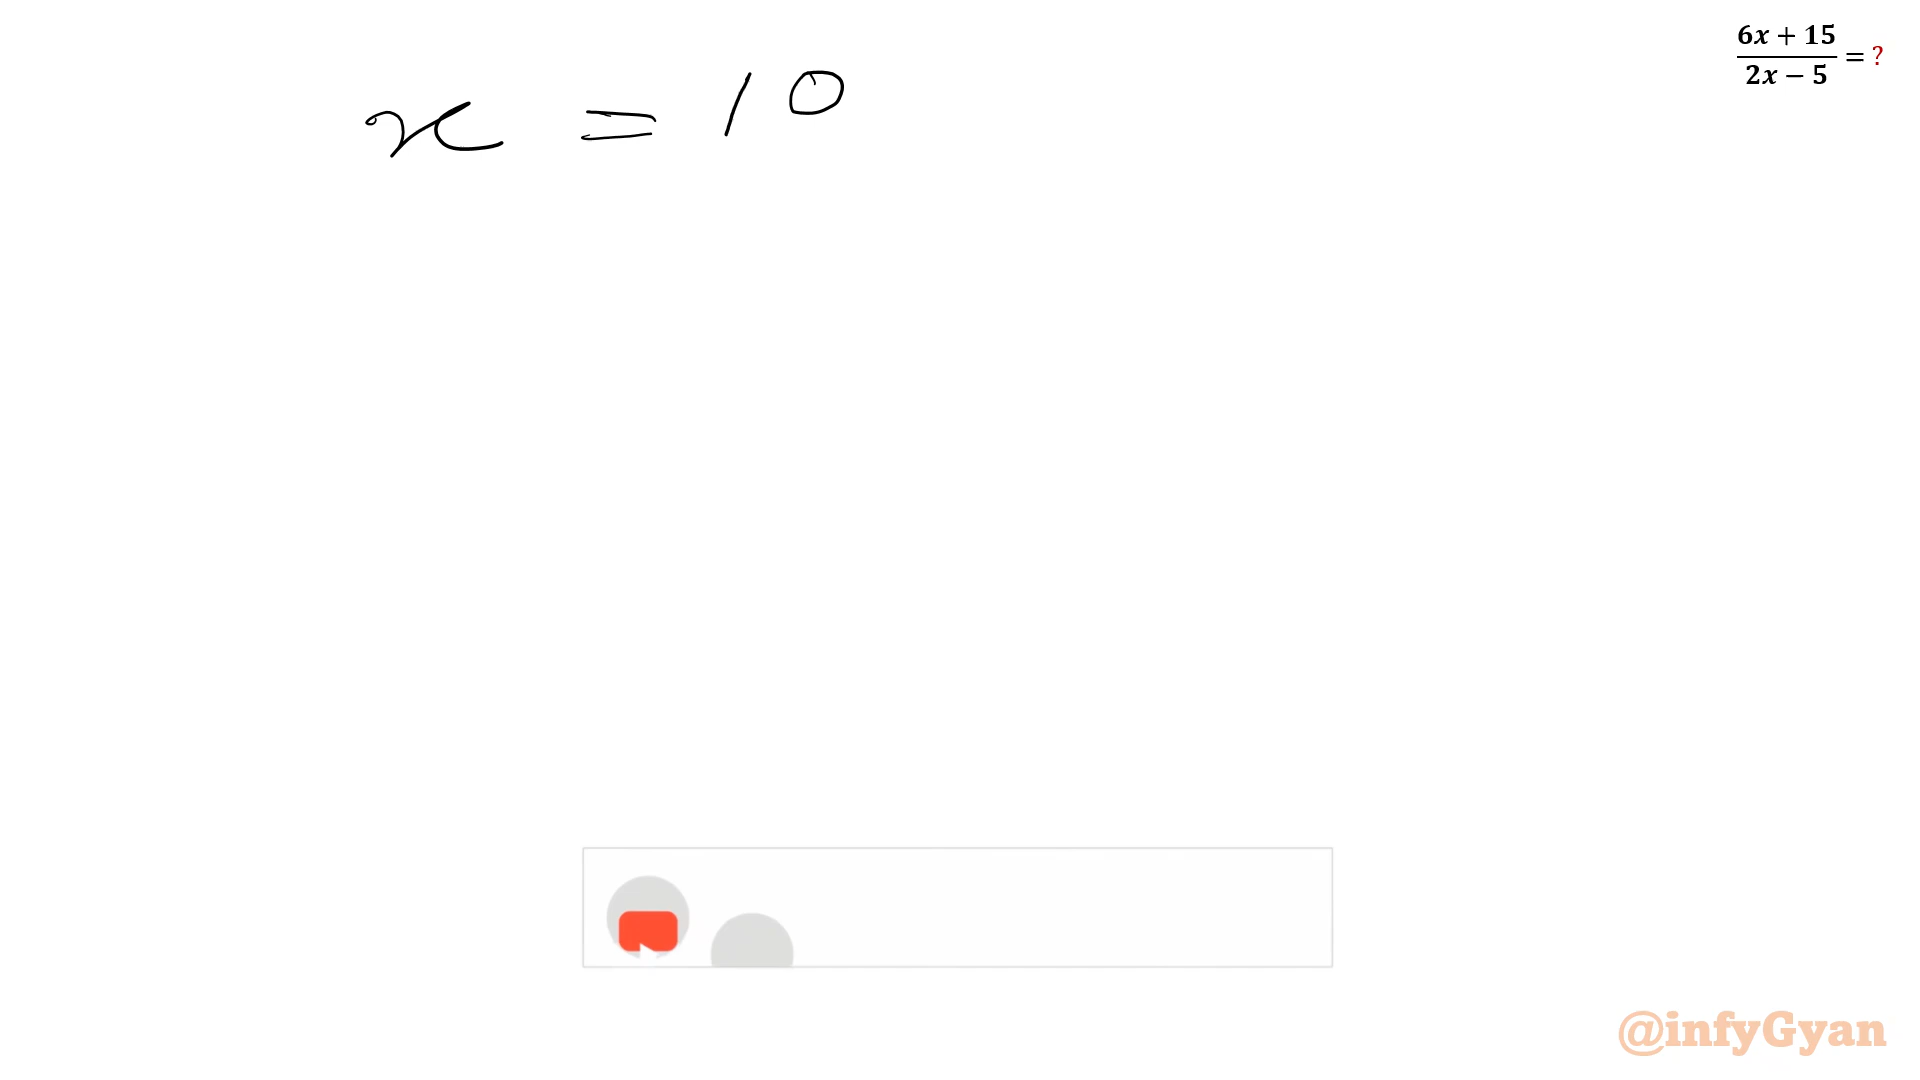 x = 10
6x + 15
2x − 5
= ?
@infyGyan